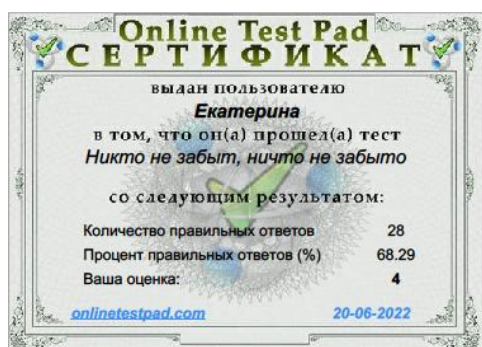 Online Test Pad
СЕРТИФИКАТ
выдан пользователю
Екатерина
в том, что он(а) прошел(а) тест
Никто не забыт, ничто не забыто
со следующим результатом:
Количество правильных ответов 28
Процент правильных ответов (%) 68.29
Ваша оценка: 4
onlinetestpad.com 20-06-2022